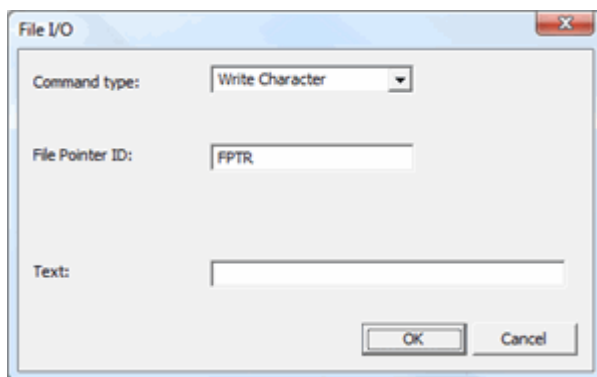 File I/O
Command type: Write Character
File Pointer ID: FPTR
Text:
OK Cancel